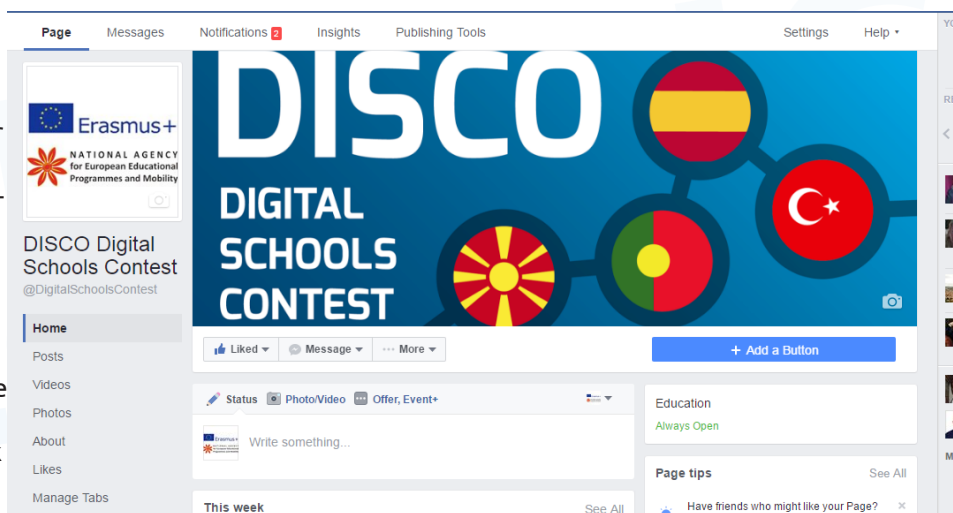 Page Messages Notifications 2 Insights Publishing Tools Settings Help
Erasmus+
NATIONAL AGENCY
for European Educational
Programmes and Mobility
DISCO Digital
Schools Contest
@DigitalSchoolsContest
Home
Posts
Videos
Photos
About
Likes
Manage Tabs
DISCO
DIGITAL
SCHOOLS
CONTEST
Liked Message More + Add a Button
Status Photo/Video Offer, Event+
Write something...
This week See All
Education
Always Open
Page tips See All
Have friends who might like your Page?